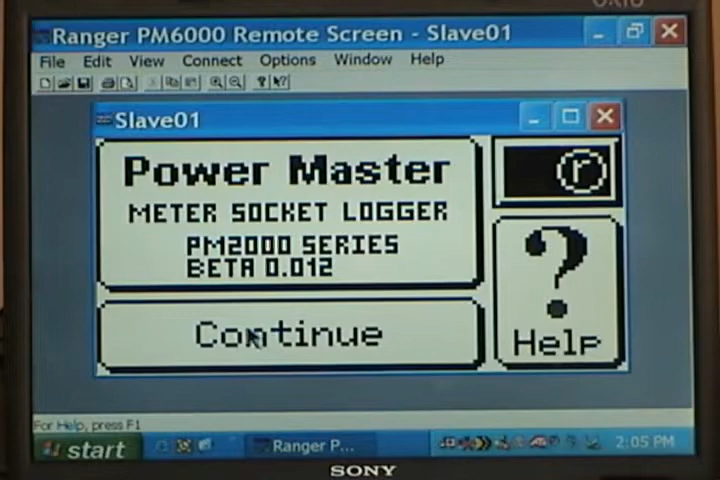 Ranger PM6000 Remote Screen - Slave01
File Edit View Connect Options Window Help
Slave01
Power Master
METER SOCKET LOGGER
PM2000 SERIES
BETA 0.012
r
Continue
?
Help
For Help, press F1
start
Ranger P...
2:05 PM
SONY